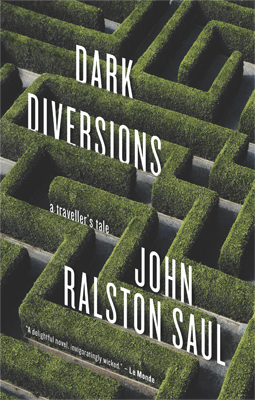 DARK
DIVERSIONS
a traveller's tale
JOHN
RALSTON SAUL
"A delightful novel, invigoratingly wicked." – Le Monde